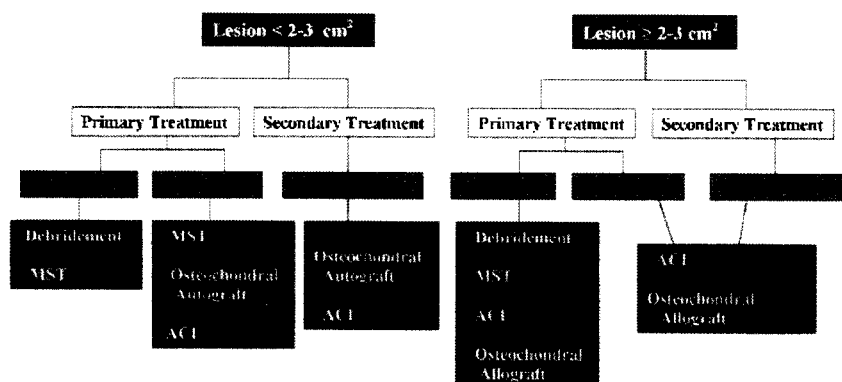 Lesion < 2-3 cm²
Lesion ≥ 2-3 cm²
Primary Treatment
Secondary Treatment
Primary Treatment
Secondary Treatment
Debridement
MST
MST
Osteochondral
Autograft
ACI
Osteochondral
Autograft
ACI
Debridement
MST
ACI
Osteochondral
Allograft
ACI
Osteochondral
Allograft